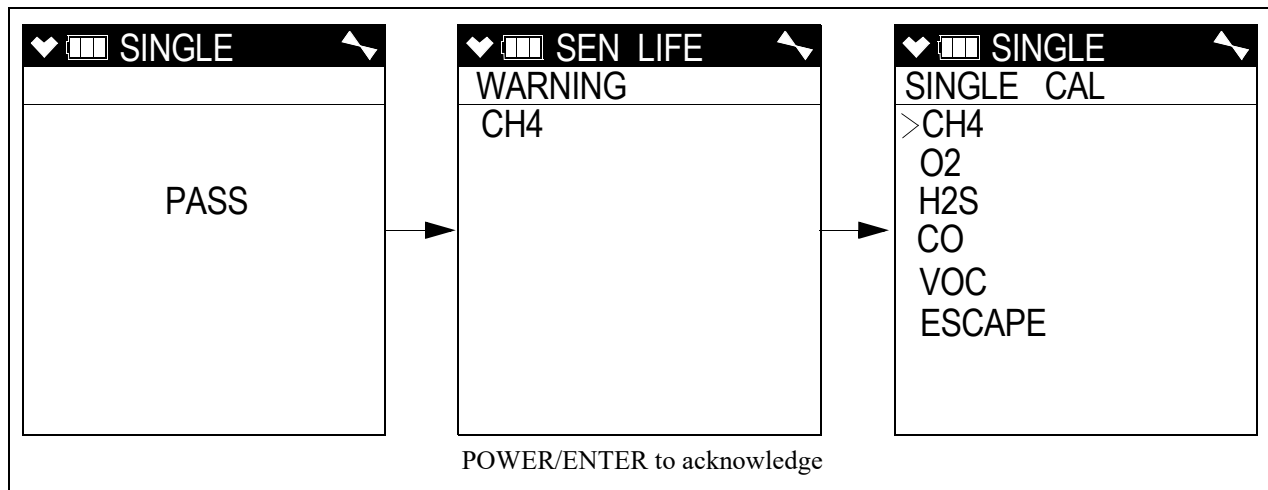 SINGLE
PASS
SEN LIFE
WARNING
CH4
POWER/ENTER to acknowledge
SINGLE
SINGLE CAL
>CH4
O2
H2S
CO
VOC
ESCAPE